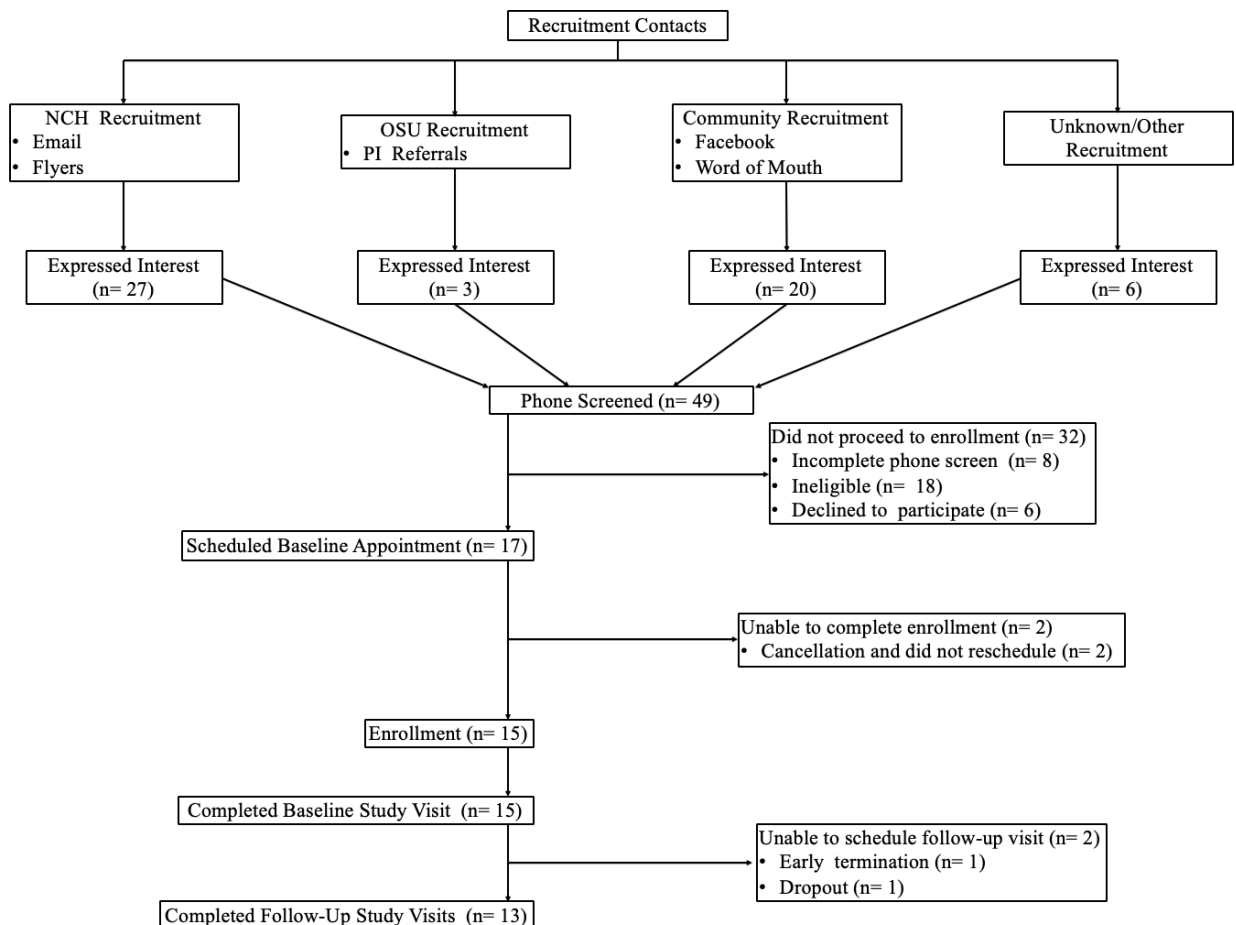 Recruitment Contacts
NCH Recruitment
• Email
• Flyers
OSU Recruitment
• PI Referrals
Community Recruitment
• Facebook
• Word of Mouth
Unknown/Other
Recruitment
Expressed Interest
(n= 27)
Expressed Interest
(n= 3)
Expressed Interest
(n= 20)
Expressed Interest
(n= 6)
Phone Screened (n= 49)
Did not proceed to enrollment (n= 32)
• Incomplete phone screen (n= 8)
• Ineligible (n= 18)
• Declined to participate (n= 6)
Scheduled Baseline Appointment (n= 17)
Unable to complete enrollment (n= 2)
• Cancellation and did not reschedule (n= 2)
Enrollment (n= 15)
Completed Baseline Study Visit (n= 15)
Unable to schedule follow-up visit (n= 2)
• Early termination (n= 1)
• Dropout (n= 1)
Completed Follow-Up Study Visits (n= 13)